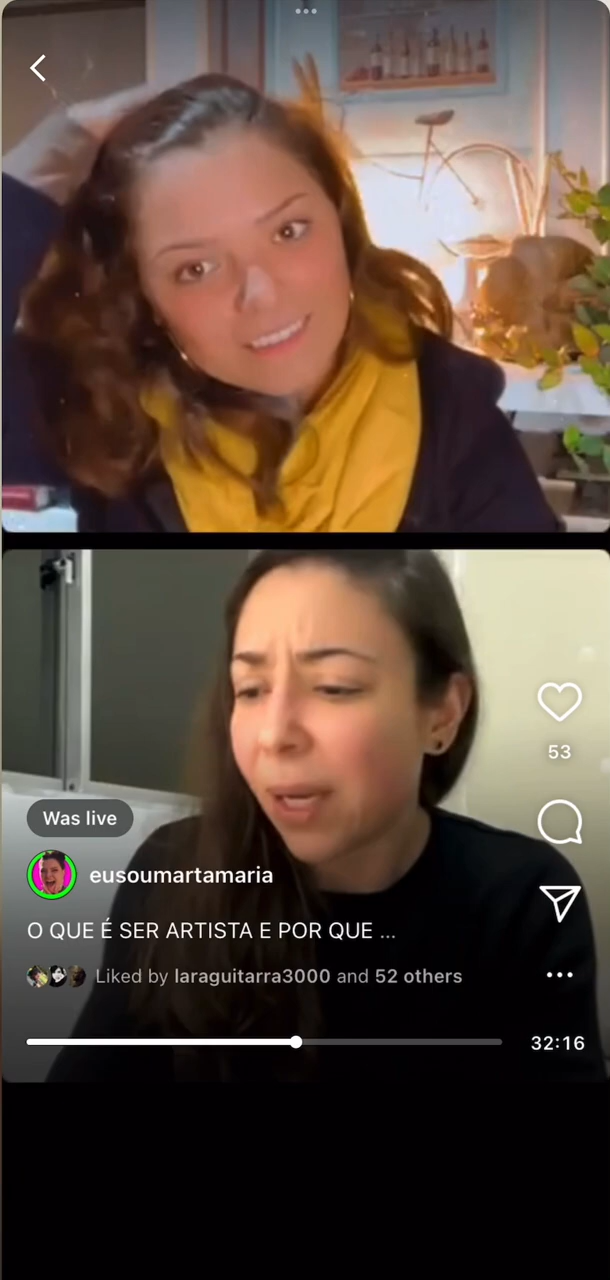 Was live
eusoumartamaria
O QUE É SER ARTISTA E POR QUE ...
Liked by laraguitarra3000 and 52 others
53
32:16